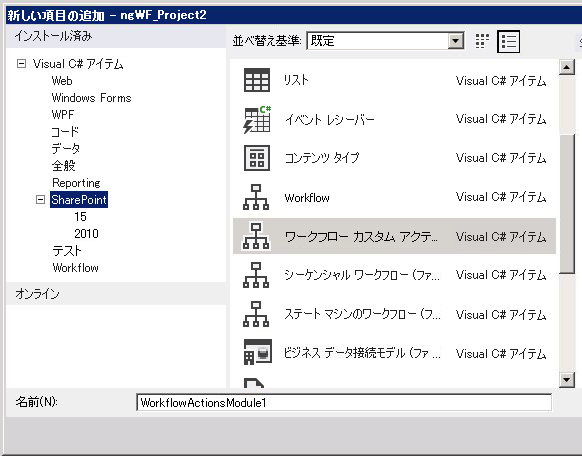 新しい項目の追加 - ngWF_Project2
インストール済み
並べ替え基準: 既定
Visual C# アイテム
Web
Windows Forms
WPF
コード
データ
全般
Reporting
SharePoint
15
2010
テスト
Workflow
オンライン
リスト Visual C# アイテム
イベント レシーバー Visual C# アイテム
コンテンツ タイプ Visual C# アイテム
Workflow Visual C# アイテム
ワークフロー カスタム アクテ... Visual C# アイテム
シーケンシャル ワークフロー (ファ... Visual C# アイテム
ステート マシンのワークフロー (フ... Visual C# アイテム
ビジネス データ接続モデル (ファ ... Visual C# アイテム
名前(N): WorkflowActionsModule1